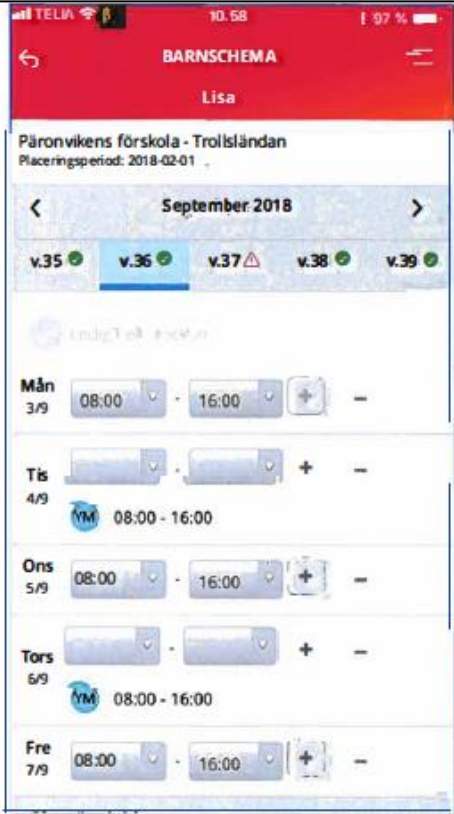 TELIA 10.58 97 %
BARNSCHEMA
Lisa
Päronvikens förskola - Trollsländan
Placeringsperiod: 2018-02-01
September 2018
v.35 v.36 v.37 v.38 v.39
Mån 08:00 - 16:00 + -
3/9
Tis - + -
4/9
YM 08:00 - 16:00
Ons 08:00 - 16:00 + -
5/9
Tors - + -
6/9
YM 08:00 - 16:00
Fre 08:00 - 16:00 + -
7/9